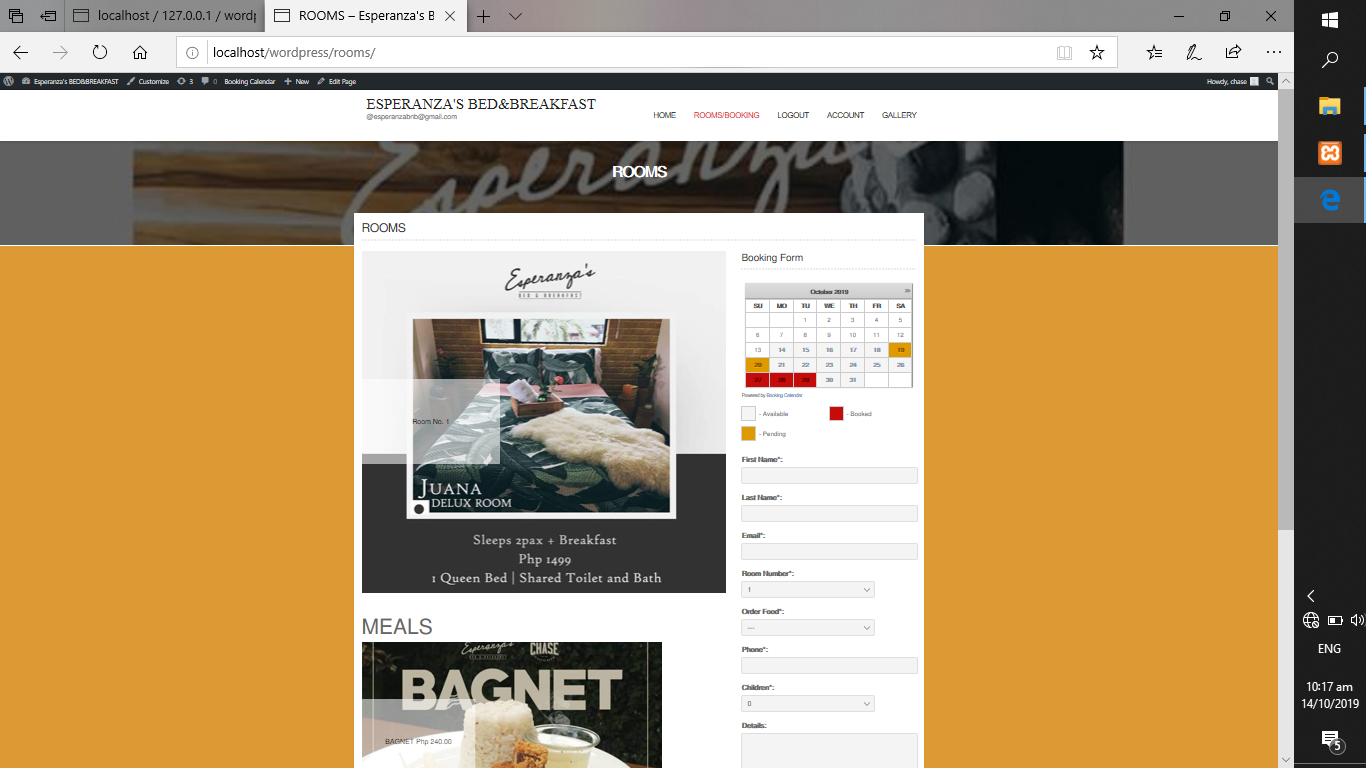 localhost / 127.0.0.1 / wordp
ROOMS – Esperanza's B
localhost/wordpress/rooms/
Esperanza's BED&BREAKFAST Customize 3 0 Booking Calendar New Edit Page Howdy, chase
ESPERANZA'S BED&BREAKFAST
@esperanzabnb@gmail.com
HOME ROOMS/BOOKING LOGOUT ACCOUNT GALLERY
Esperanza's
ROOMS
ROOMS
Esperanza's
BED & BREAKFAST
Room No. 1
JUANA
DELUX ROOM
Sleeps 2pax + Breakfast
Php 1499
1 Queen Bed | Shared Toilet and Bath
MEALS
Esperanza's
CHASE
BAGNET
BAGNET Php 240.00
Booking Form
October 2019 »
SU MO TU WE TH FR SA
1 2 3 4 5
6 7 8 9 10 11 12
13 14 15 16 17 18 19
20 21 22 23 24 25 26
27 28 29 30 31
Powered by Booking Calendar
- Available
- Booked
- Pending
First Name*:
Last Name*:
Email*:
Room Number*:
1
Order Food*:
---
Phone*:
Children*:
0
Details:
ENG
10:17 am
14/10/2019
5